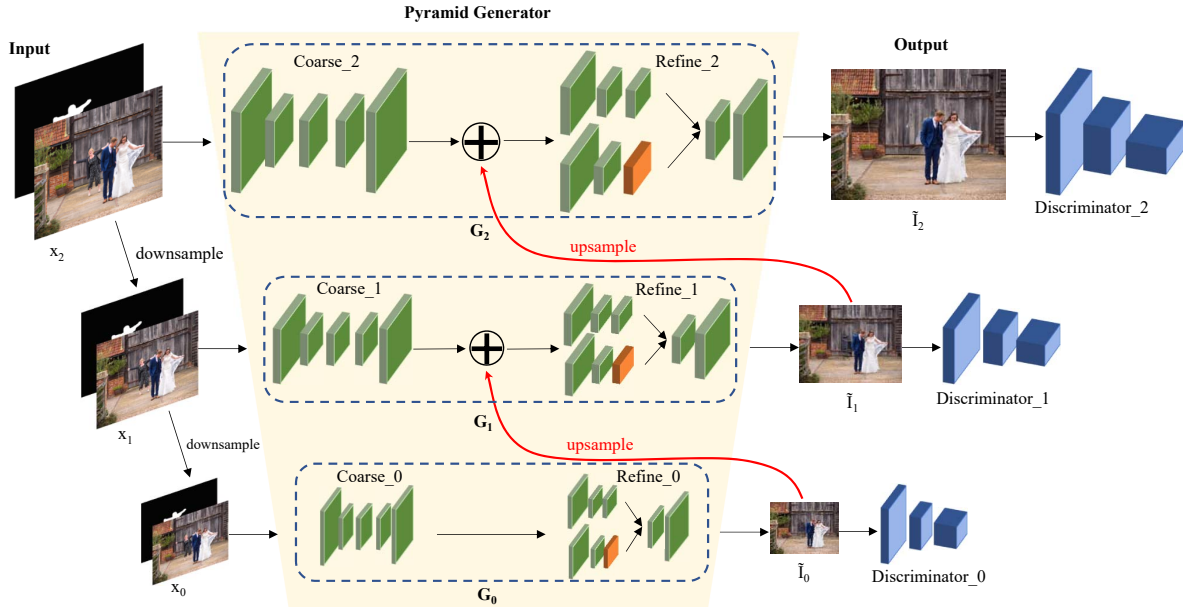 Pyramid Generator
Input
Output
Coarse_2
Refine_2
x₂
G₂
Ĩ₂
Discriminator_2
downsample
upsample
Coarse_1
Refine_1
x₁
G₁
Ĩ₁
Discriminator_1
downsample
upsample
Coarse_0
Refine_0
x₀
G₀
Ĩ₀
Discriminator_0